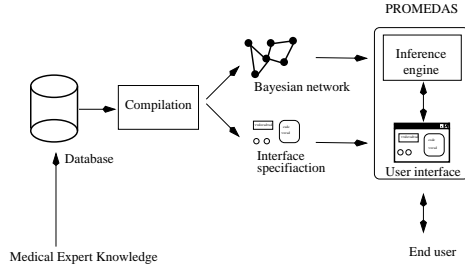 PROMEDAS
Inference
engine
Bayesian network
Compilation
Database
Interface
specifiaction
User interface
Medical Expert Knowledge
End user